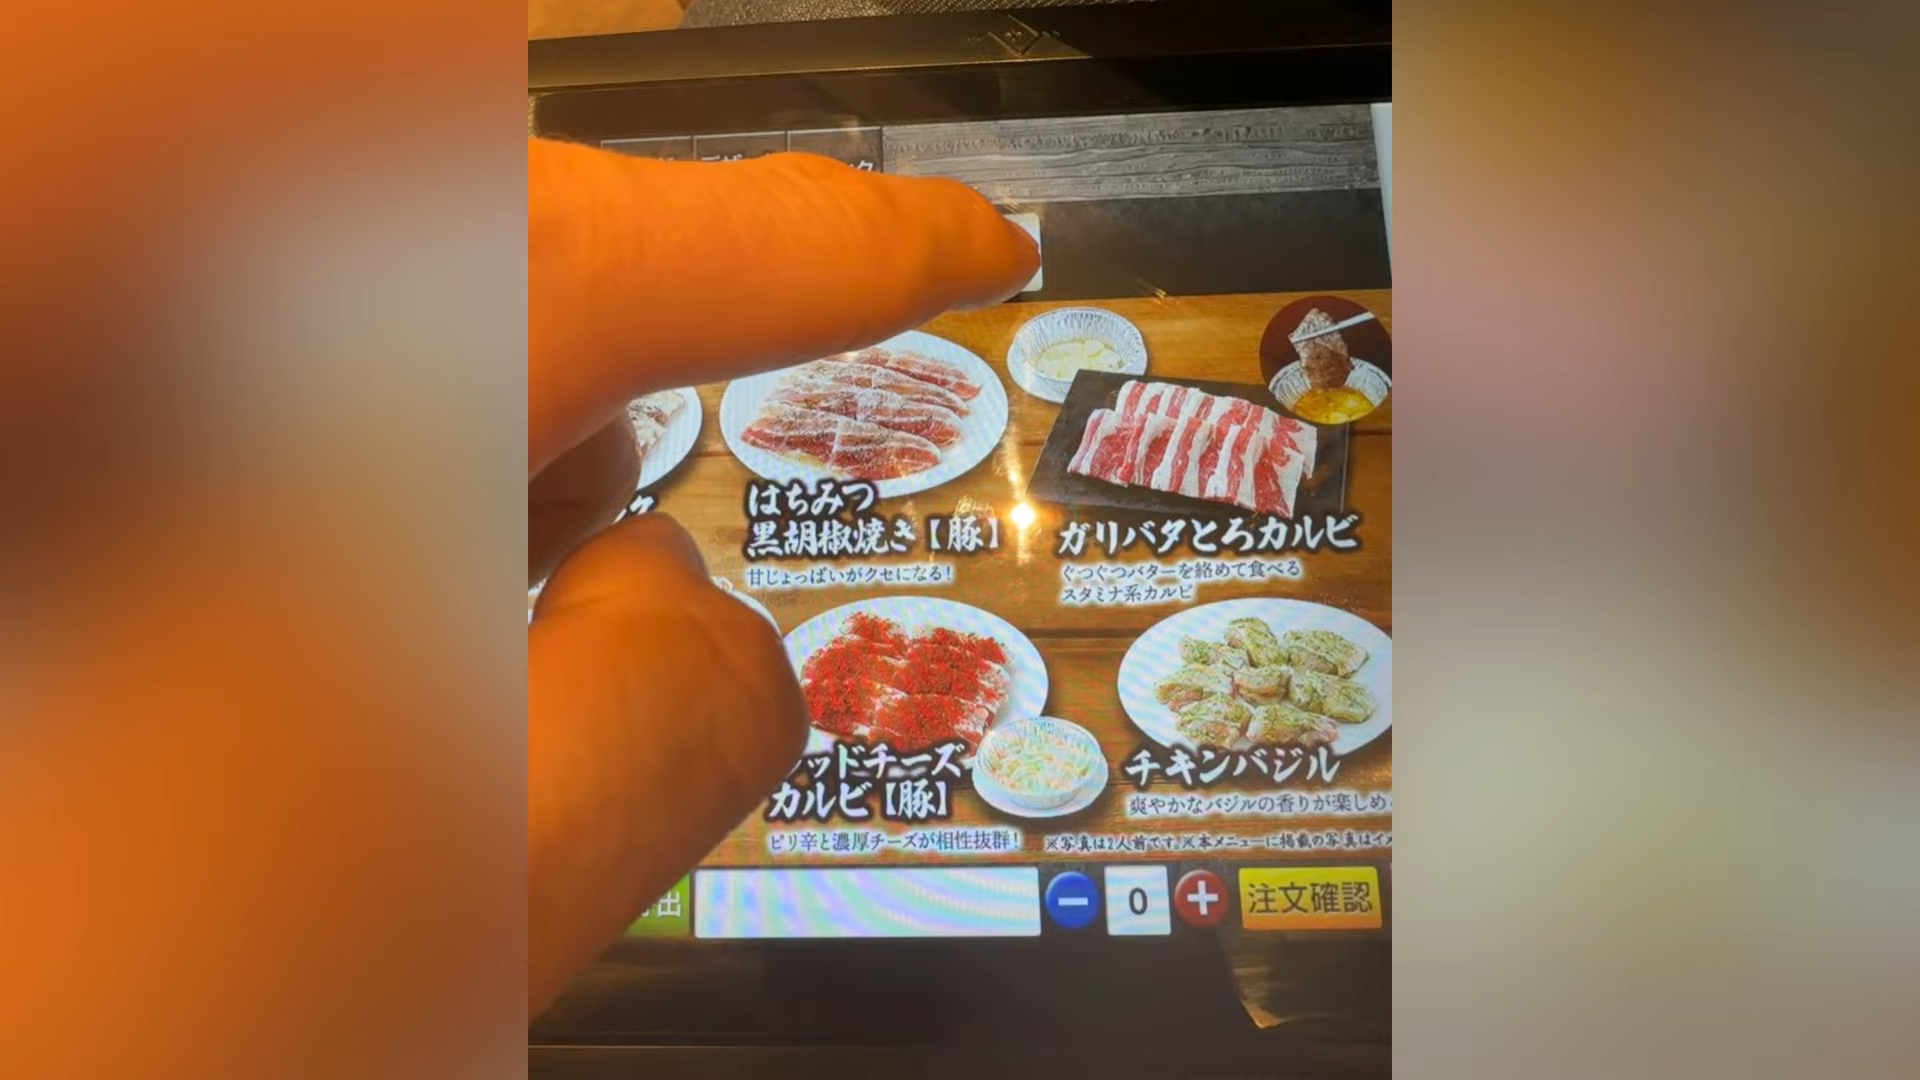 はちみつ
黒胡椒焼き【豚】
甘じょっぱいがクセになる!
ガリバタとろカルビ
ぐつぐつバターを絡めて食べる
スタミナ系カルビ
ッドチーズ
カルビ【豚】
ピリ辛と濃厚チーズが相性抜群!
チキンバジル
爽やかなバジルの香りが楽しめ
※写真は2人前です。※本メニューに掲載の写真はイ
出
0
注文確認